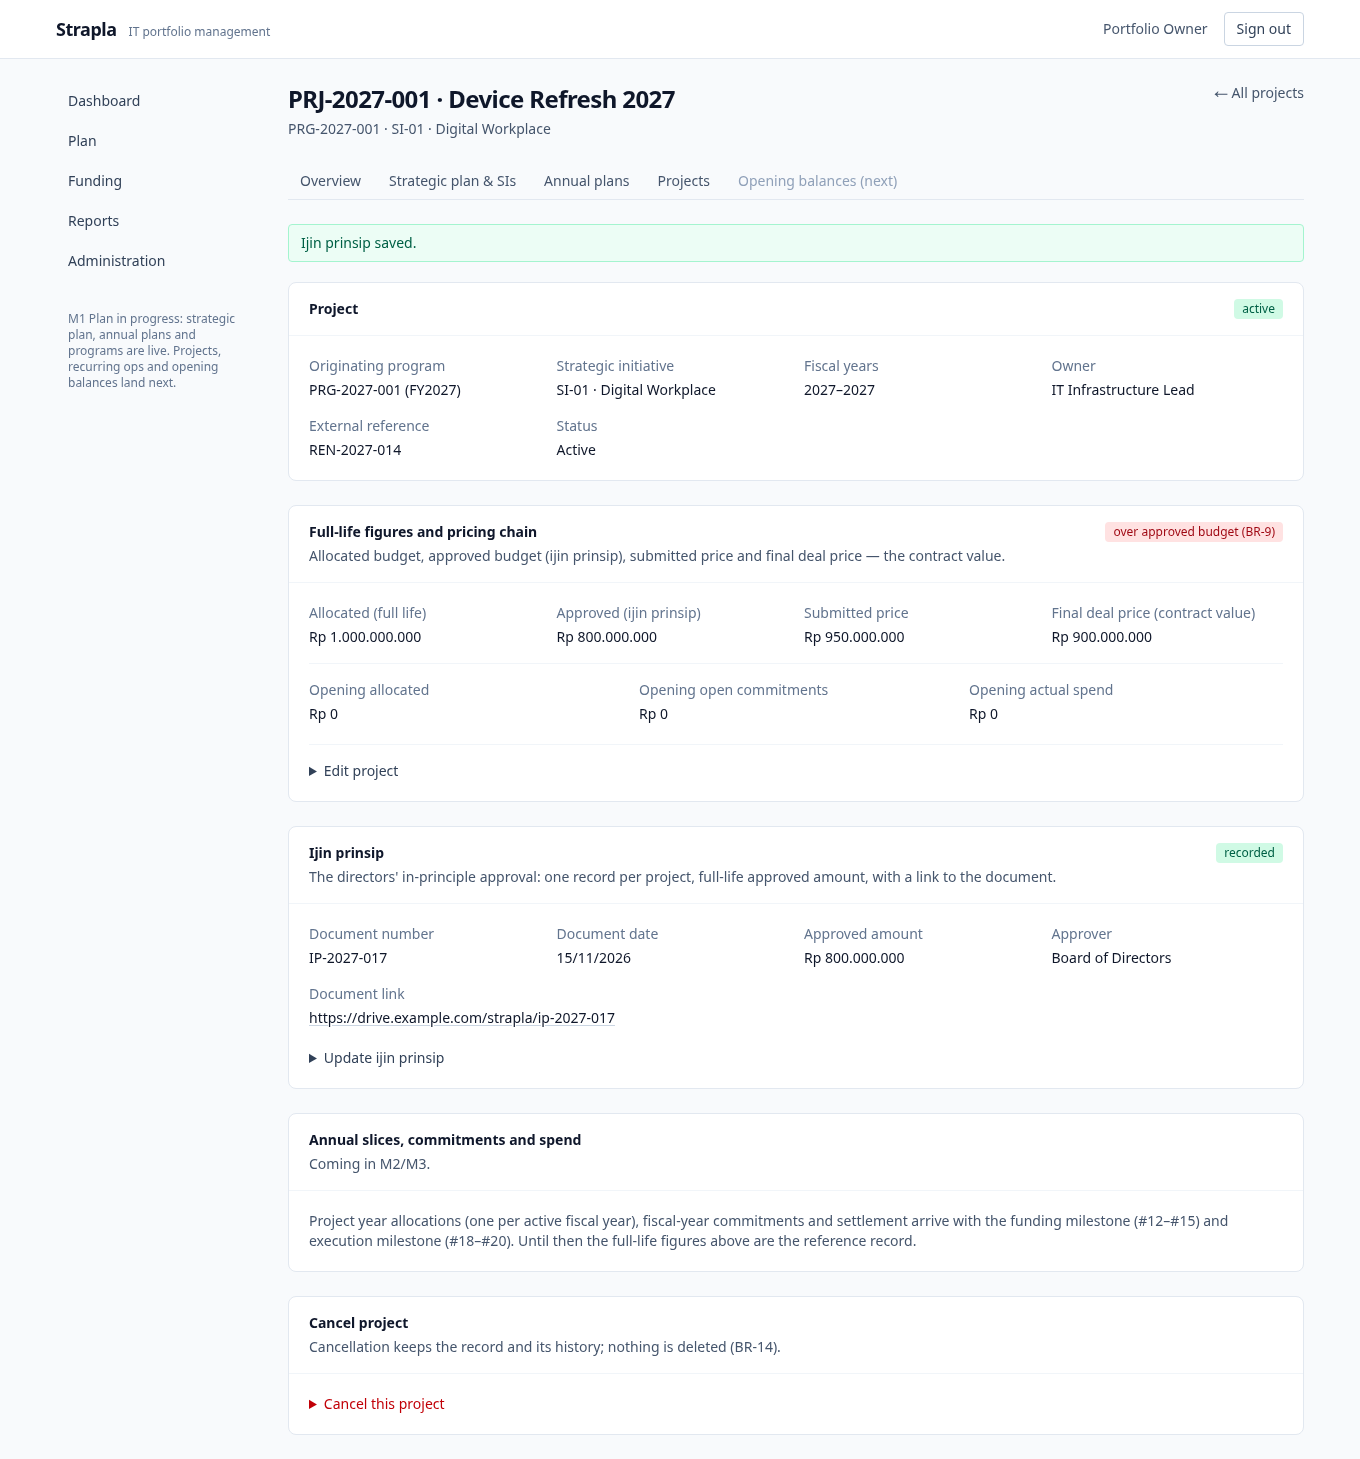 Strapla IT portfolio management
Portfolio Owner
Sign out
Dashboard
Plan
Funding
Reports
Administration
M1 Plan in progress: strategic
plan, annual plans and
programs are live. Projects,
recurring ops and opening
balances land next.
PRJ-2027-001 · Device Refresh 2027
← All projects
PRG-2027-001 · SI-01 · Digital Workplace
Overview Strategic plan & SIs Annual plans Projects Opening balances (next)
Ijin prinsip saved.
Project
active
Originating program Strategic initiative Fiscal years Owner
PRG-2027-001 (FY2027) SI-01 · Digital Workplace 2027–2027 IT Infrastructure Lead
External reference Status
REN-2027-014 Active
Full-life figures and pricing chain
over approved budget (BR-9)
Allocated budget, approved budget (ijin prinsip), submitted price and final deal price — the contract value.
Allocated (full life) Approved (ijin prinsip) Submitted price Final deal price (contract value)
Rp 1.000.000.000 Rp 800.000.000 Rp 950.000.000 Rp 900.000.000
Opening allocated Opening open commitments Opening actual spend
Rp 0 Rp 0 Rp 0
▶ Edit project
Ijin prinsip
recorded
The directors' in-principle approval: one record per project, full-life approved amount, with a link to the document.
Document number Document date Approved amount Approver
IP-2027-017 15/11/2026 Rp 800.000.000 Board of Directors
Document link
https://drive.example.com/strapla/ip-2027-017
▶ Update ijin prinsip
Annual slices, commitments and spend
Coming in M2/M3.
Project year allocations (one per active fiscal year), fiscal-year commitments and settlement arrive with the funding milestone (#12–#15) and
execution milestone (#18–#20). Until then the full-life figures above are the reference record.
Cancel project
Cancellation keeps the record and its history; nothing is deleted (BR-14).
▶ Cancel this project